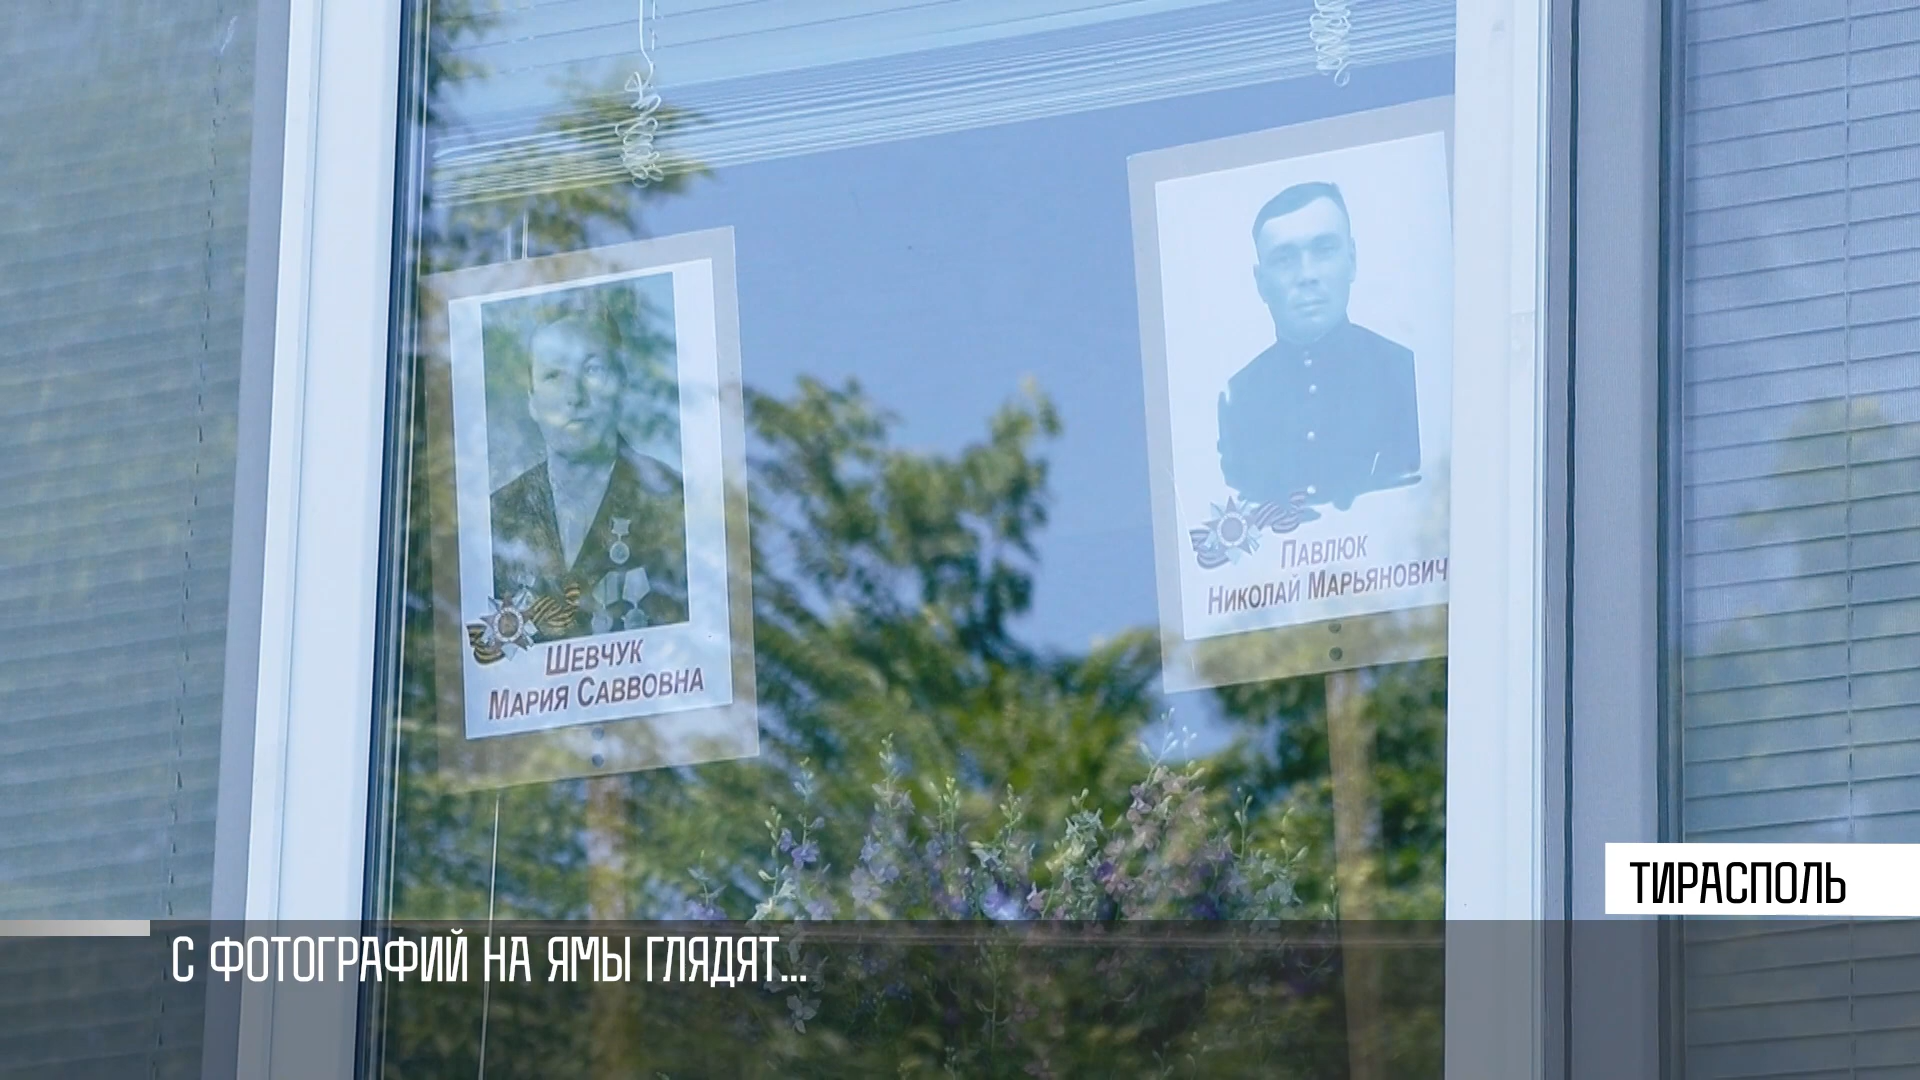 Шевчук
Мария Саввовна
Павлюк
Николай Марьянович
ТИРАСПОЛЬ
С ФОТОГРАФИЙ НА ЯМЫ ГЛЯДЯТ...